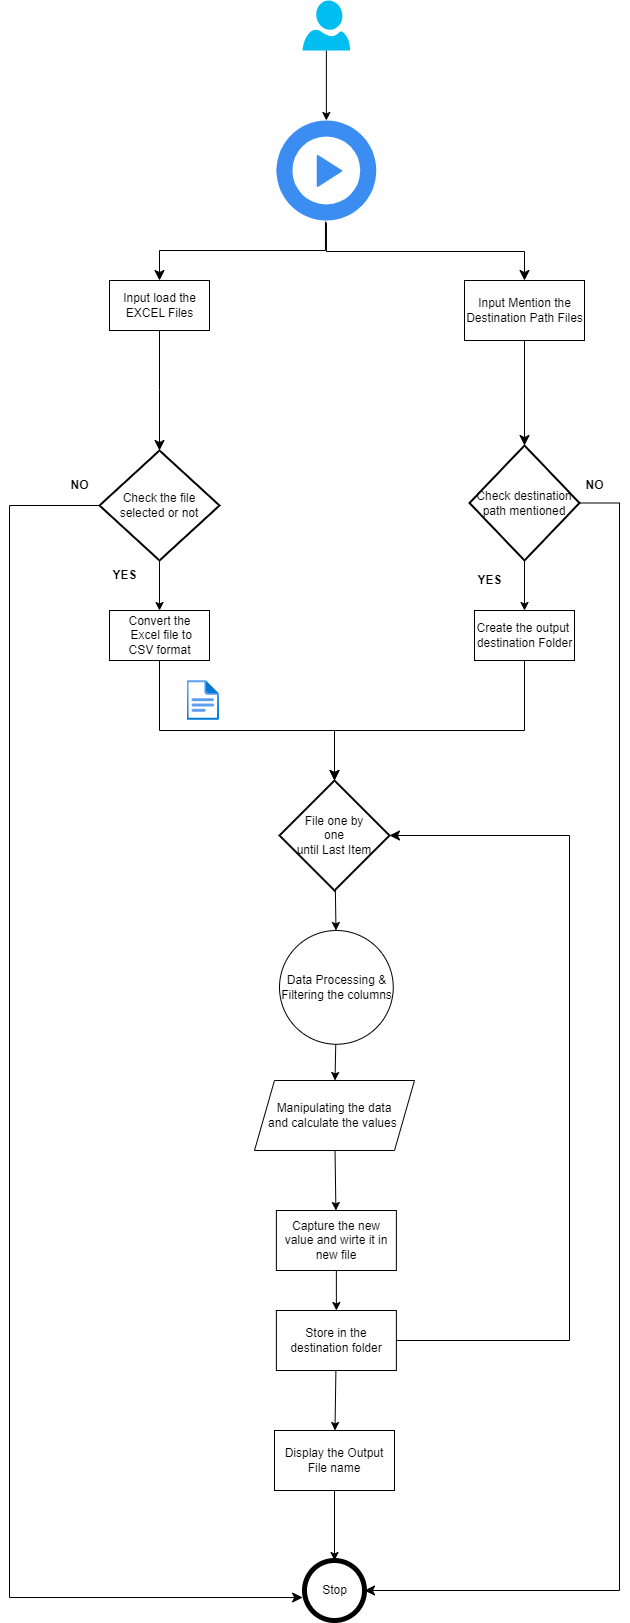 Input load the
EXCEL Files
Input Mention the
Destination Path Files
NO
Check the file
selected or not
NO
Check destination
path mentioned
YES
YES
Convert the
Excel file to
CSV format
Create the output
destination Folder
File one by
one
until Last Item
Data Processing &
Filtering the columns
Manipulating the data
and calculate the values
Capture the new
value and wirte it in
new file
Store in the
destination folder
Display the Output
File name
Stop